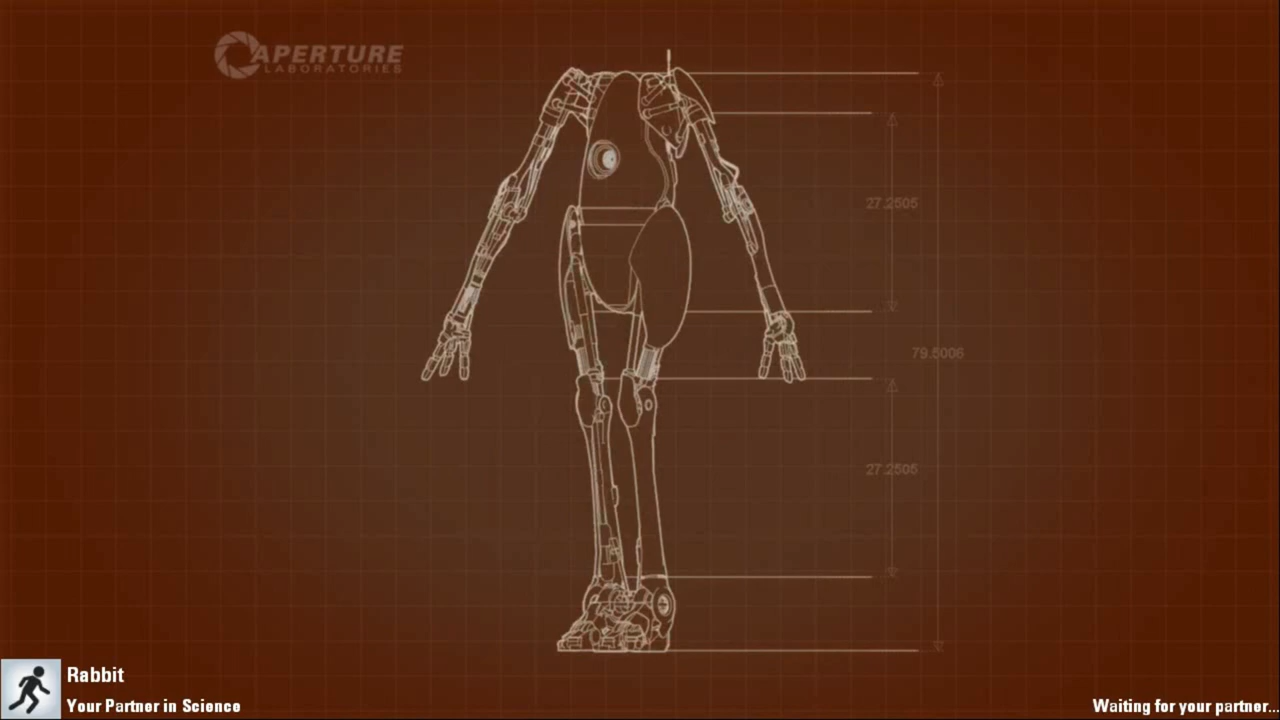 APERTURE
LABORATORIES
27.2505
79.5006
27.2505
Rabbit
Your Partner in Science
Waiting for your partner...